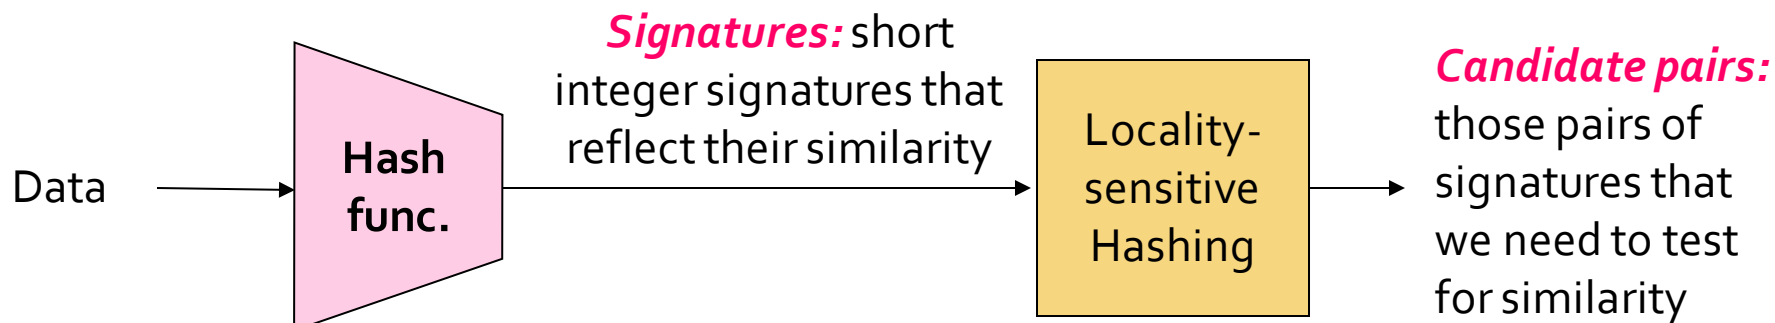 Data
Hash
func.
Signatures: short
integer signatures that
reflect their similarity
Locality-
sensitive
Hashing
Candidate pairs:
those pairs of
signatures that
we need to test
for similarity